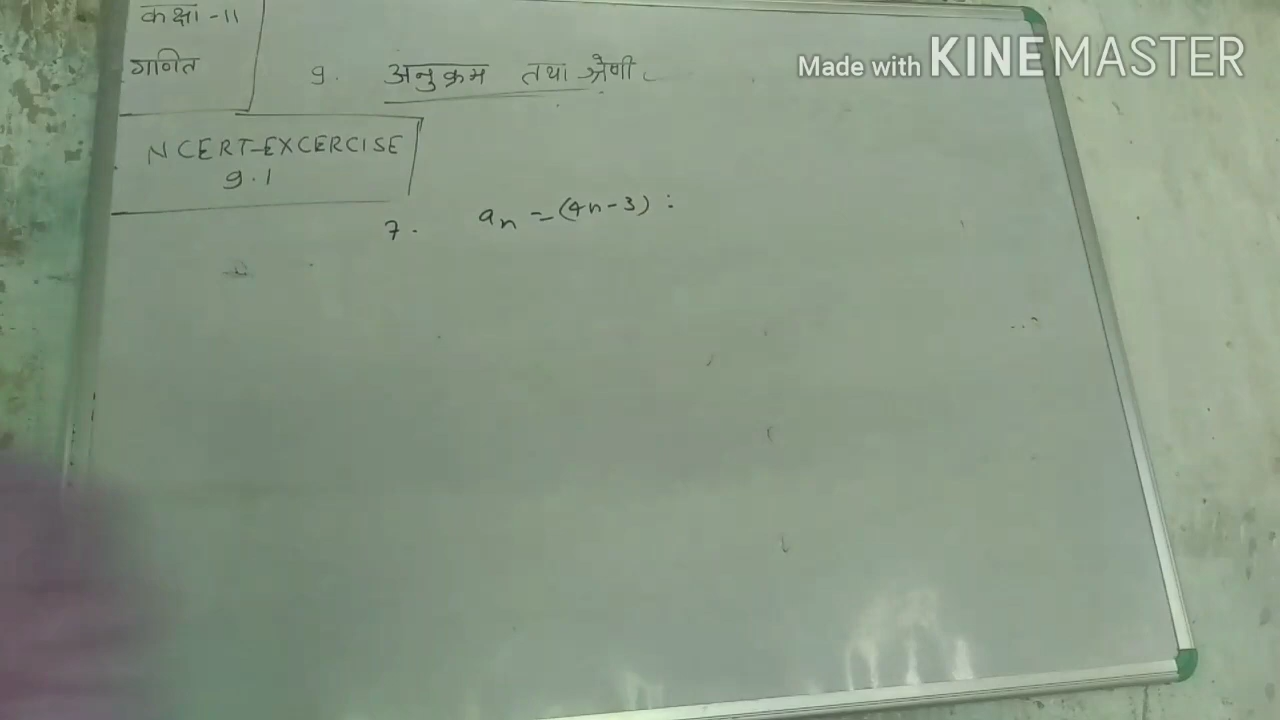 कक्षा -11
गणित
9. अनुक्रम तथा श्रेणी
Made with KINEMASTER
NCERT-EXCERCISE
9.1
7. aₙ = (4n-3) :